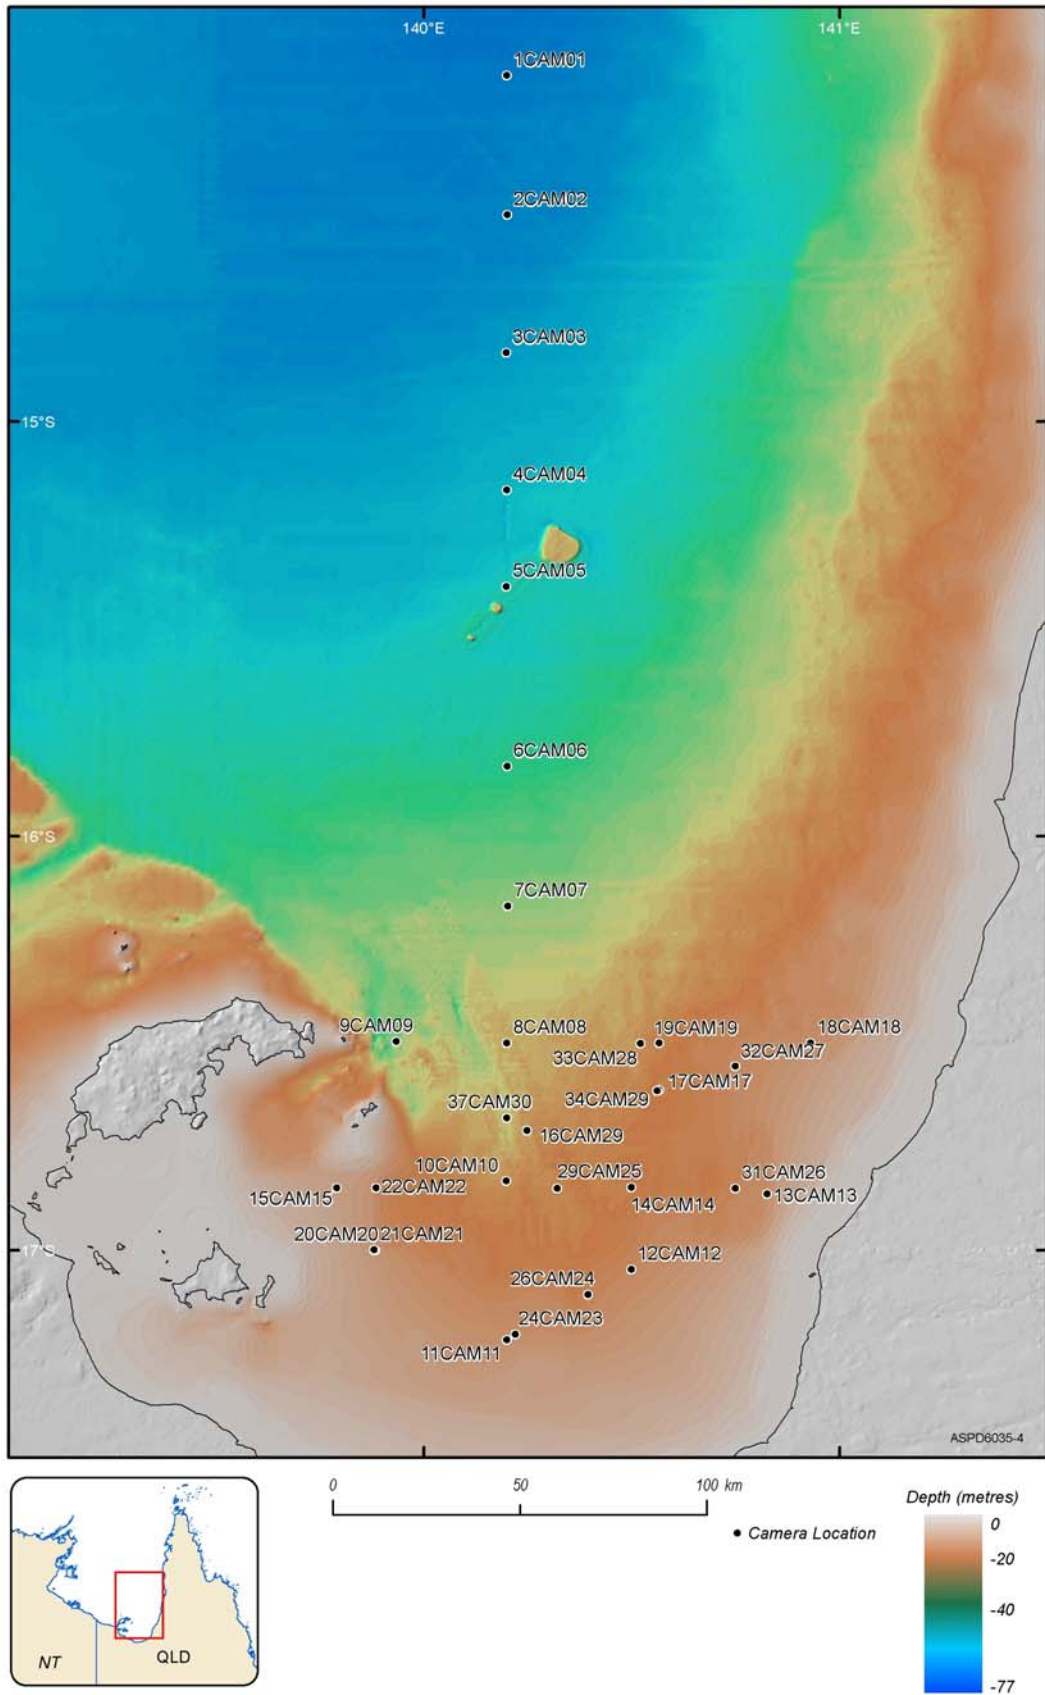 140°E
141°E
1CAM01
2CAM02
3CAM03
15°S
4CAM04
5CAM05
6CAM06
16°S
7CAM07
9CAM09
8CAM08
19CAM19
18CAM18
33CAM28
32CAM27
17CAM17
34CAM29
37CAM30
16CAM29
10CAM10
29CAM25
31CAM26
15CAM15
22CAM22
14CAM14
13CAM13
17°S
20CAM20
21CAM21
12CAM12
26CAM24
24CAM23
11CAM11
ASPD6035-4
0
50
100 km
Depth (metres)
0
-20
-40
-77
Camera Location
NT
QLD